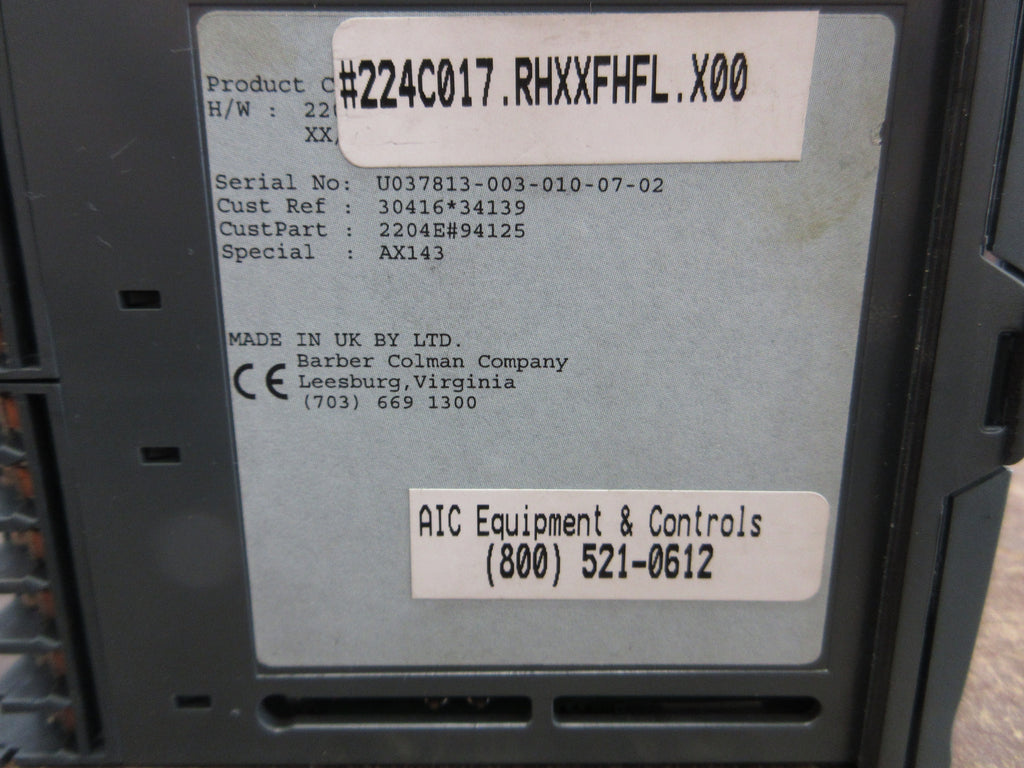 #224C017.RHXXFHFL.X00
Product C
H/W : 220
XX/
Serial No: U037813-003-010-07-02
Cust Ref : 30416*34139
CustPart : 2204E#94125
Special : AX143
MADE IN UK BY LTD.
CE
Barber Colman Company
Leesburg,Virginia
(703) 669 1300
AIC Equipment & Controls
(800) 521-0612